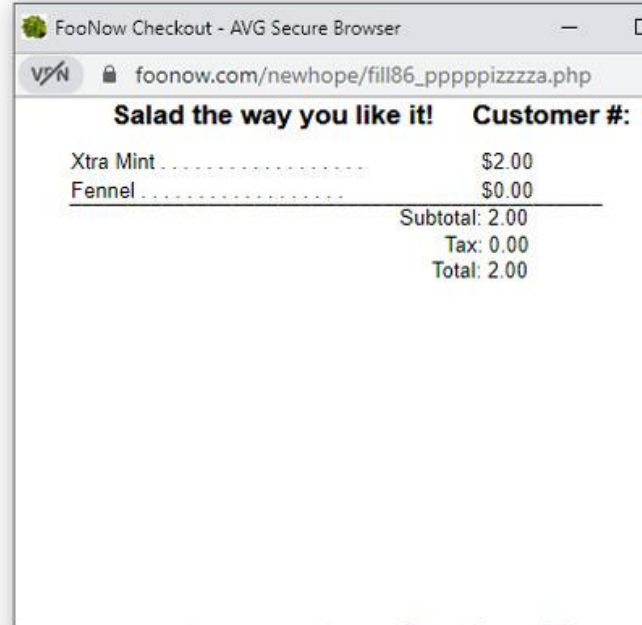 FooNow Checkout - AVG Secure Browser
VPN foonow.com/newhope/fill86_pppppizzzza.php
Salad the way you like it! Customer #:
Xtra Mint . . . . . . . . . . . . . . . . . . $2.00
Fennel . . . . . . . . . . . . . . . . . . $0.00
Subtotal: 2.00
Tax: 0.00
Total: 2.00